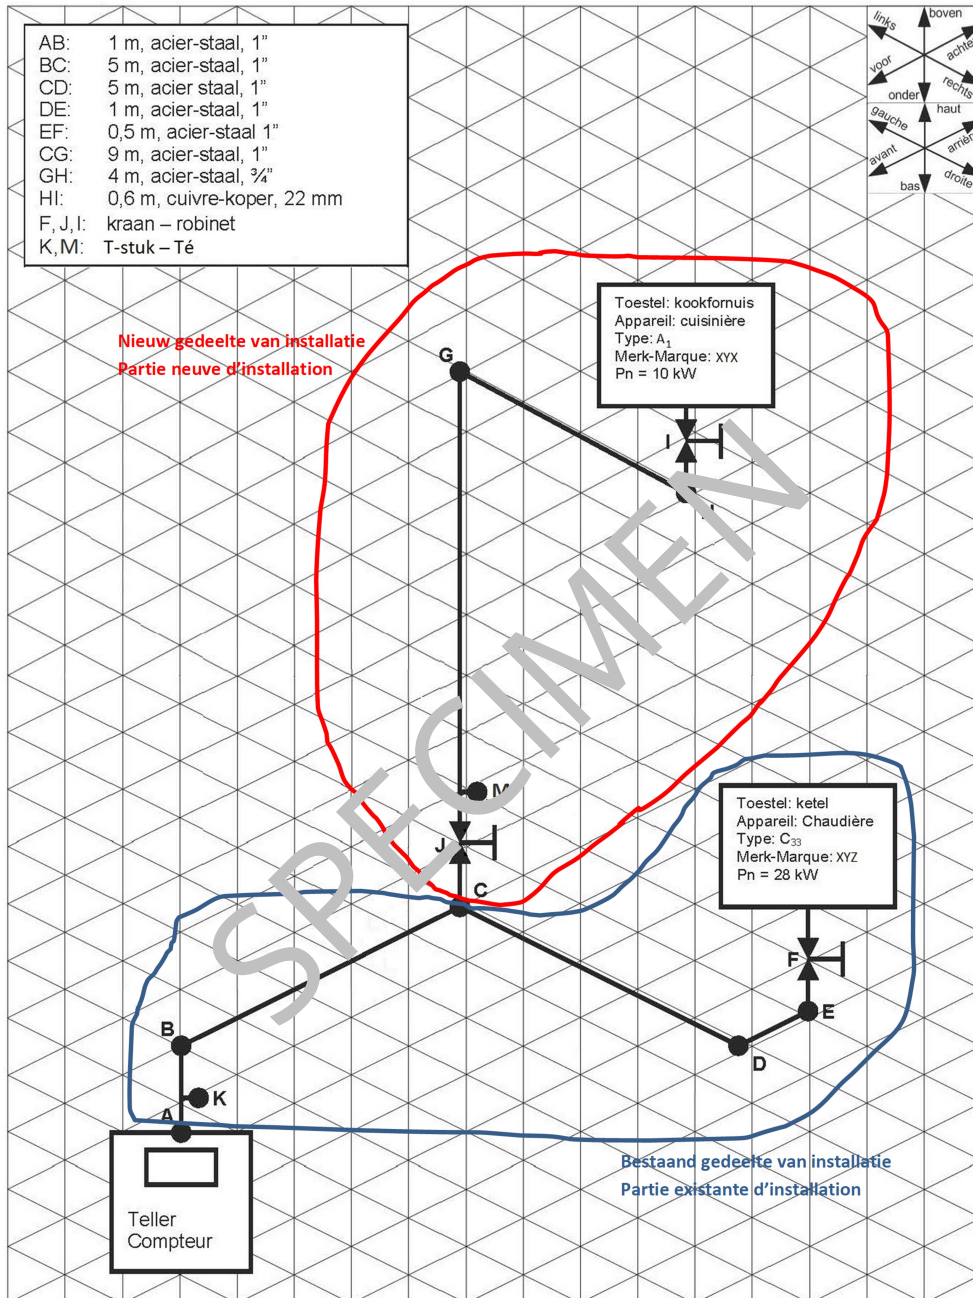 AB: 1 m, acier-staal, 1”
BC: 5 m, acier-staal, 1”
CD: 5 m, acier staal, 1”
DE: 1 m, acier-staal, 1”
EF: 0,5 m, acier-staal 1”
CG: 9 m, acier-staal, 1”
GH: 4 m, acier-staal, ¾”
HI: 0,6 m, cuivre-koper, 22 mm
F, J, I: kraan – robinet
K, M: T-stuk – Té
boven
links
achter
voor
rechts
onder
haut
gauche
arrière
avant
droite
bas
Nieuw gedeelte van installatie
Partie neuve d’installation
Toestel: kookfornuis
Appareil: cuisinière
Type: A1
Merk-Marque: XYX
Pn = 10 kW
G
I
H
SPECIMEN
M
J
C
Toestel: ketel
Appareil: Chaudière
Type: C33
Merk-Marque: XYZ
Pn = 28 kW
F
E
B
D
K
A
Bestaand gedeelte van installatie
Partie existante d’installation
Teller
Compteur